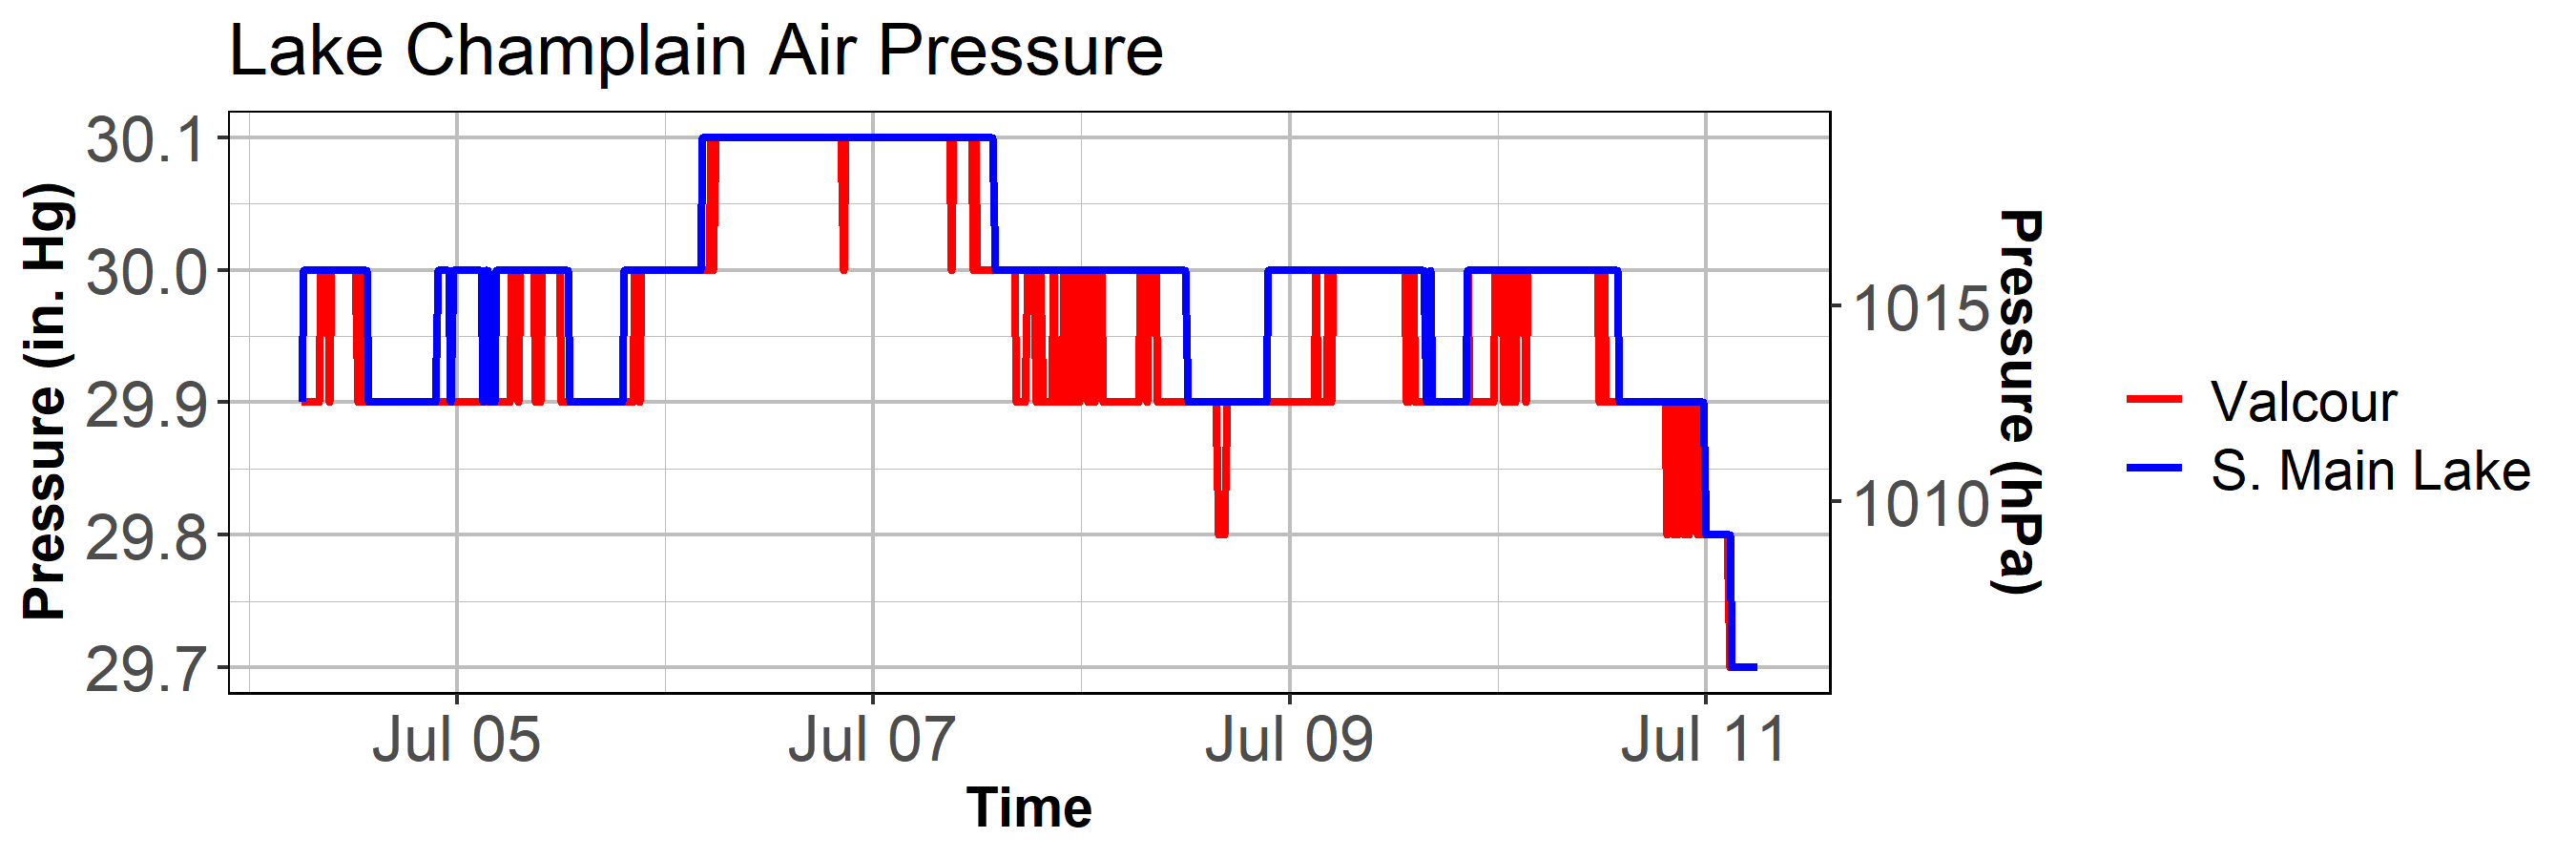 Lake Champlain Air Pressure
Pressure (in. Hg)
30.1
30.0
29.9
29.8
29.7
Jul 05 Jul 07 Jul 09 Jul 11
Time
1015
1010
Pressure (hPa)
Valcour
S. Main Lake